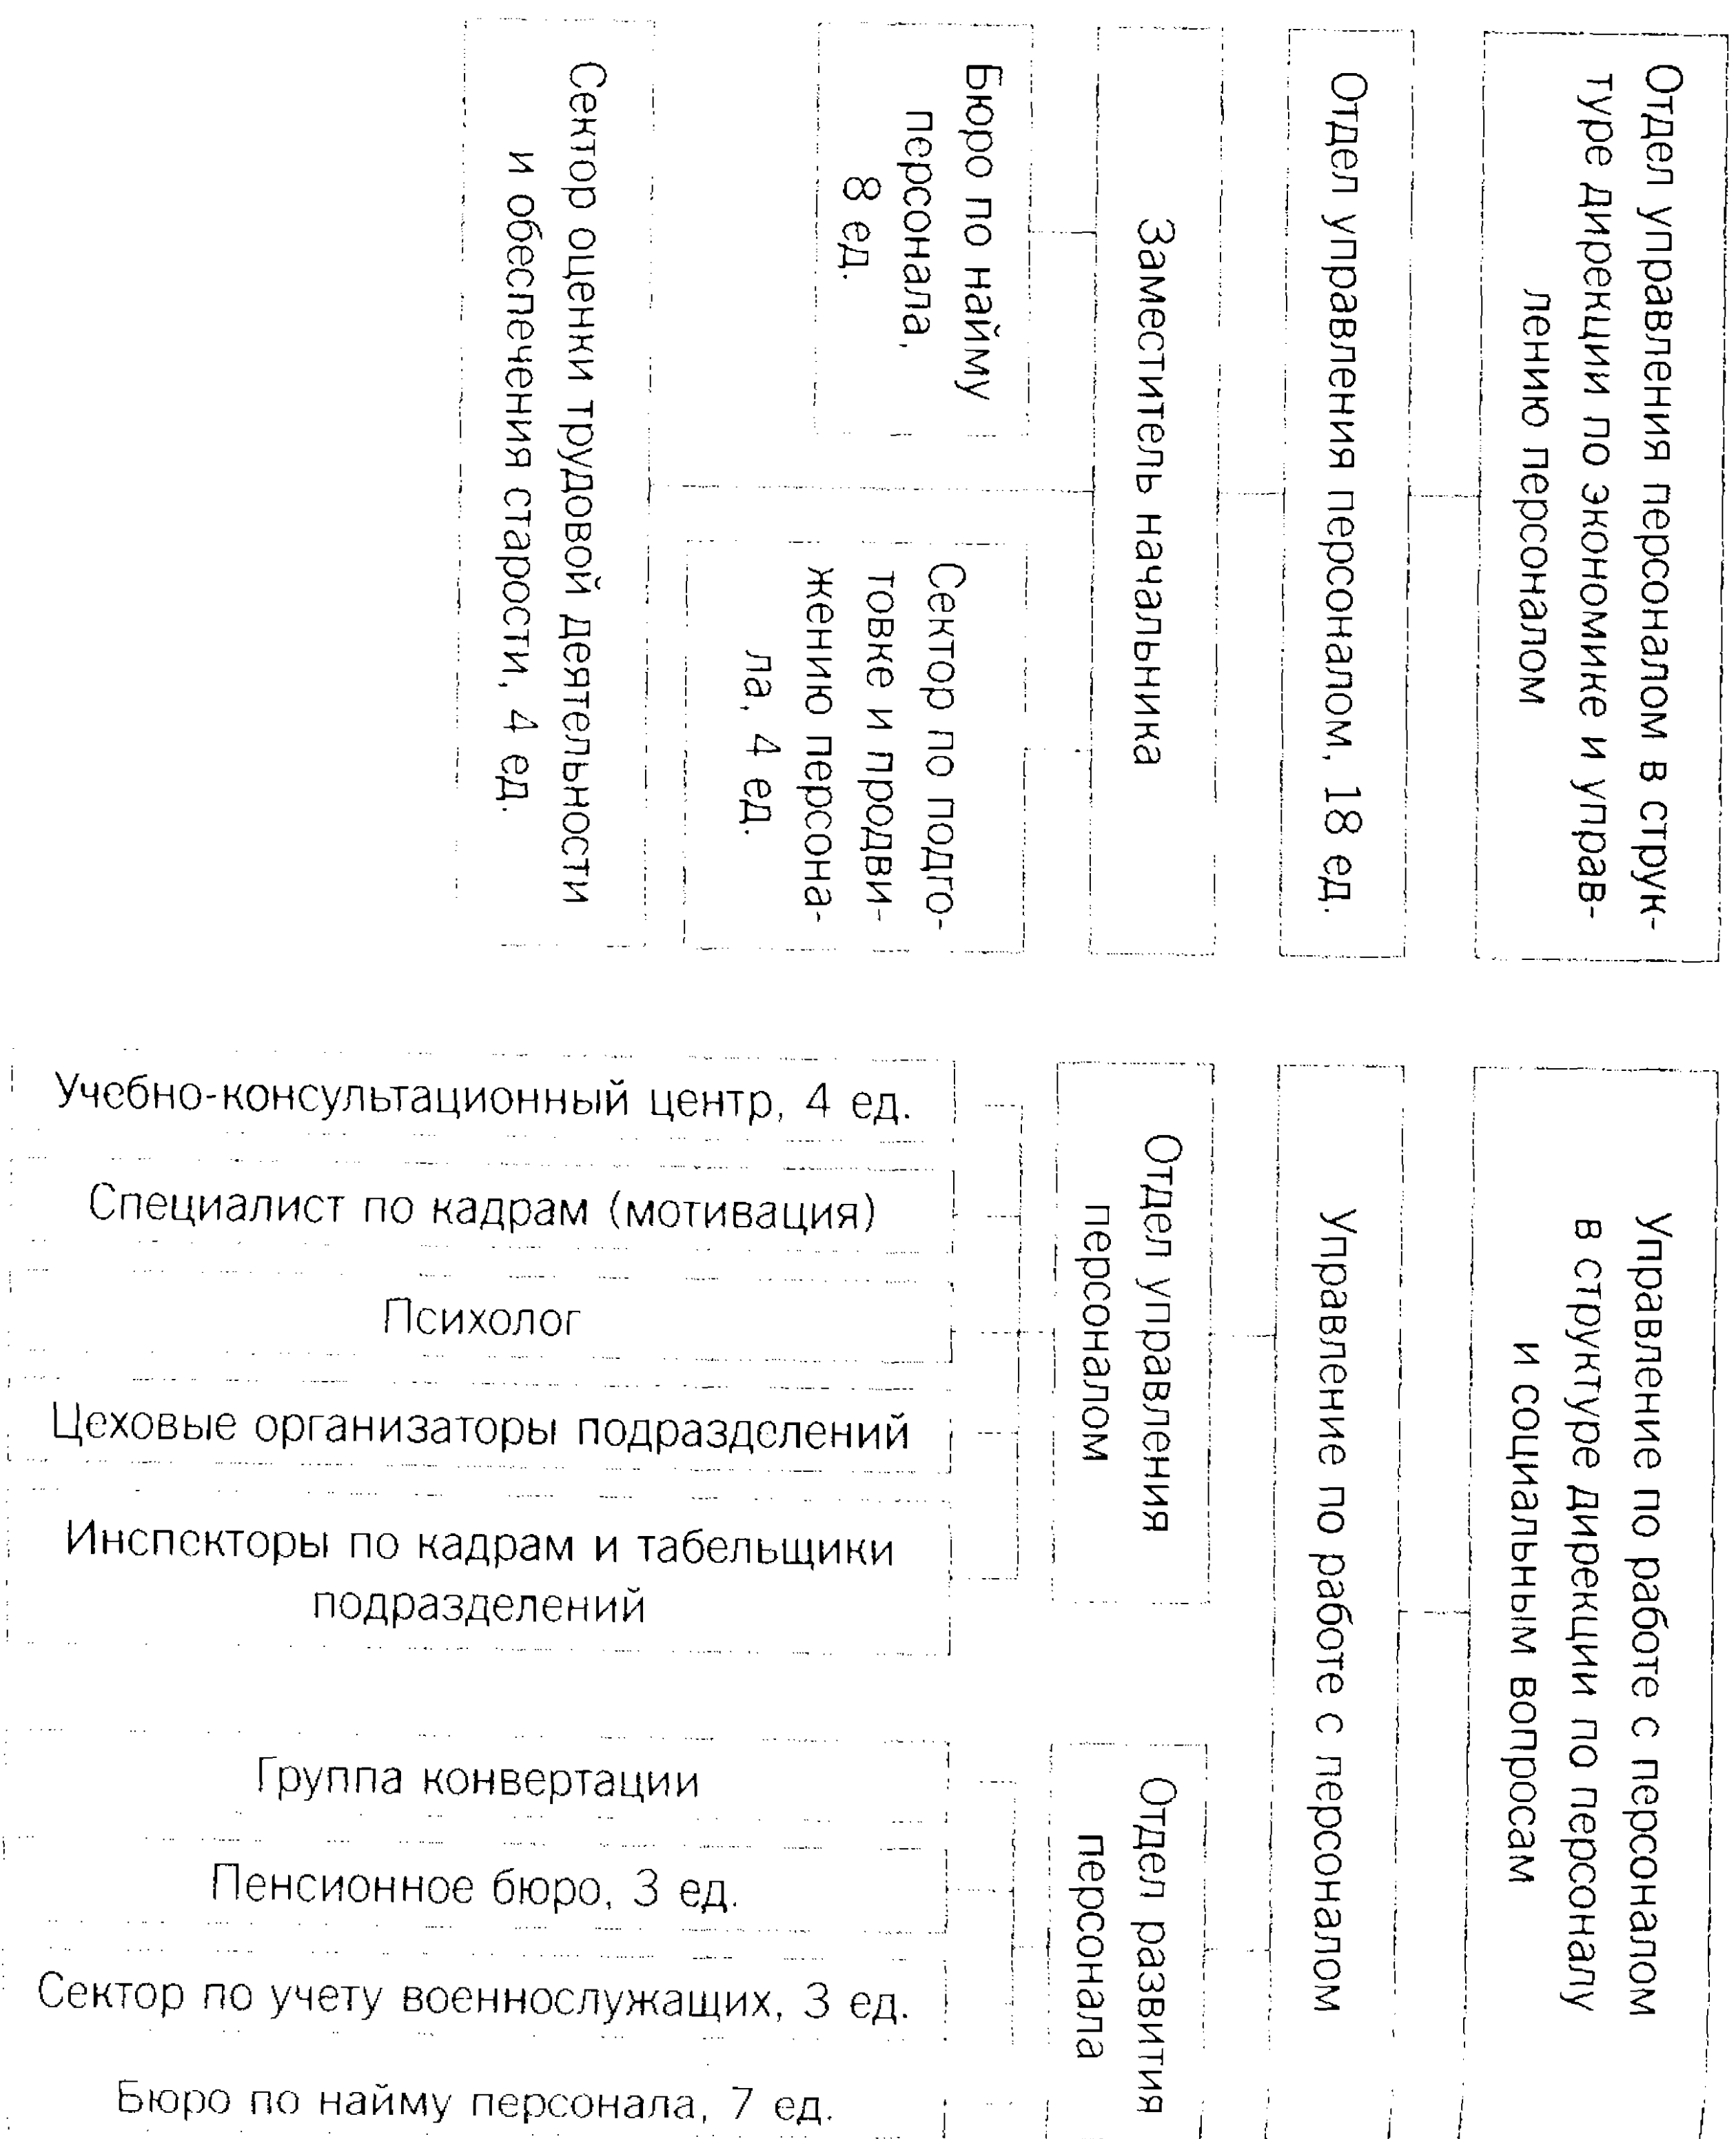 Отдел управления персоналом в струк-
туре дирекции по экономике и управ-
лению персоналом
Отдел управления персоналом, 18 ед.
Заместитель начальника
Бюро по найму
персонала,
8 ед.
Сектор по подго-
товке и продви-
жению персона-
ла, 4 ед.
Сектор оценки трудовой деятельности
и обеспечения старости, 4 ед.
Управление по работе с персоналом
в структуре дирекции по персоналу
и социальным вопросам
Управление по работе с персоналом
Отдел управления
персоналом
Учебно-консультационный центр, 4 ед.
Специалист по кадрам (мотивация)
Психолог
Цеховые организаторы подразделений
Инспекторы по кадрам и табельщики
подразделений
Отдел развития
персонала
Группа конвертации
Пенсионное бюро, 3 ед.
Сектор по учету военнослужащих, 3 ед.
Бюро по найму персонала, 7 ед.